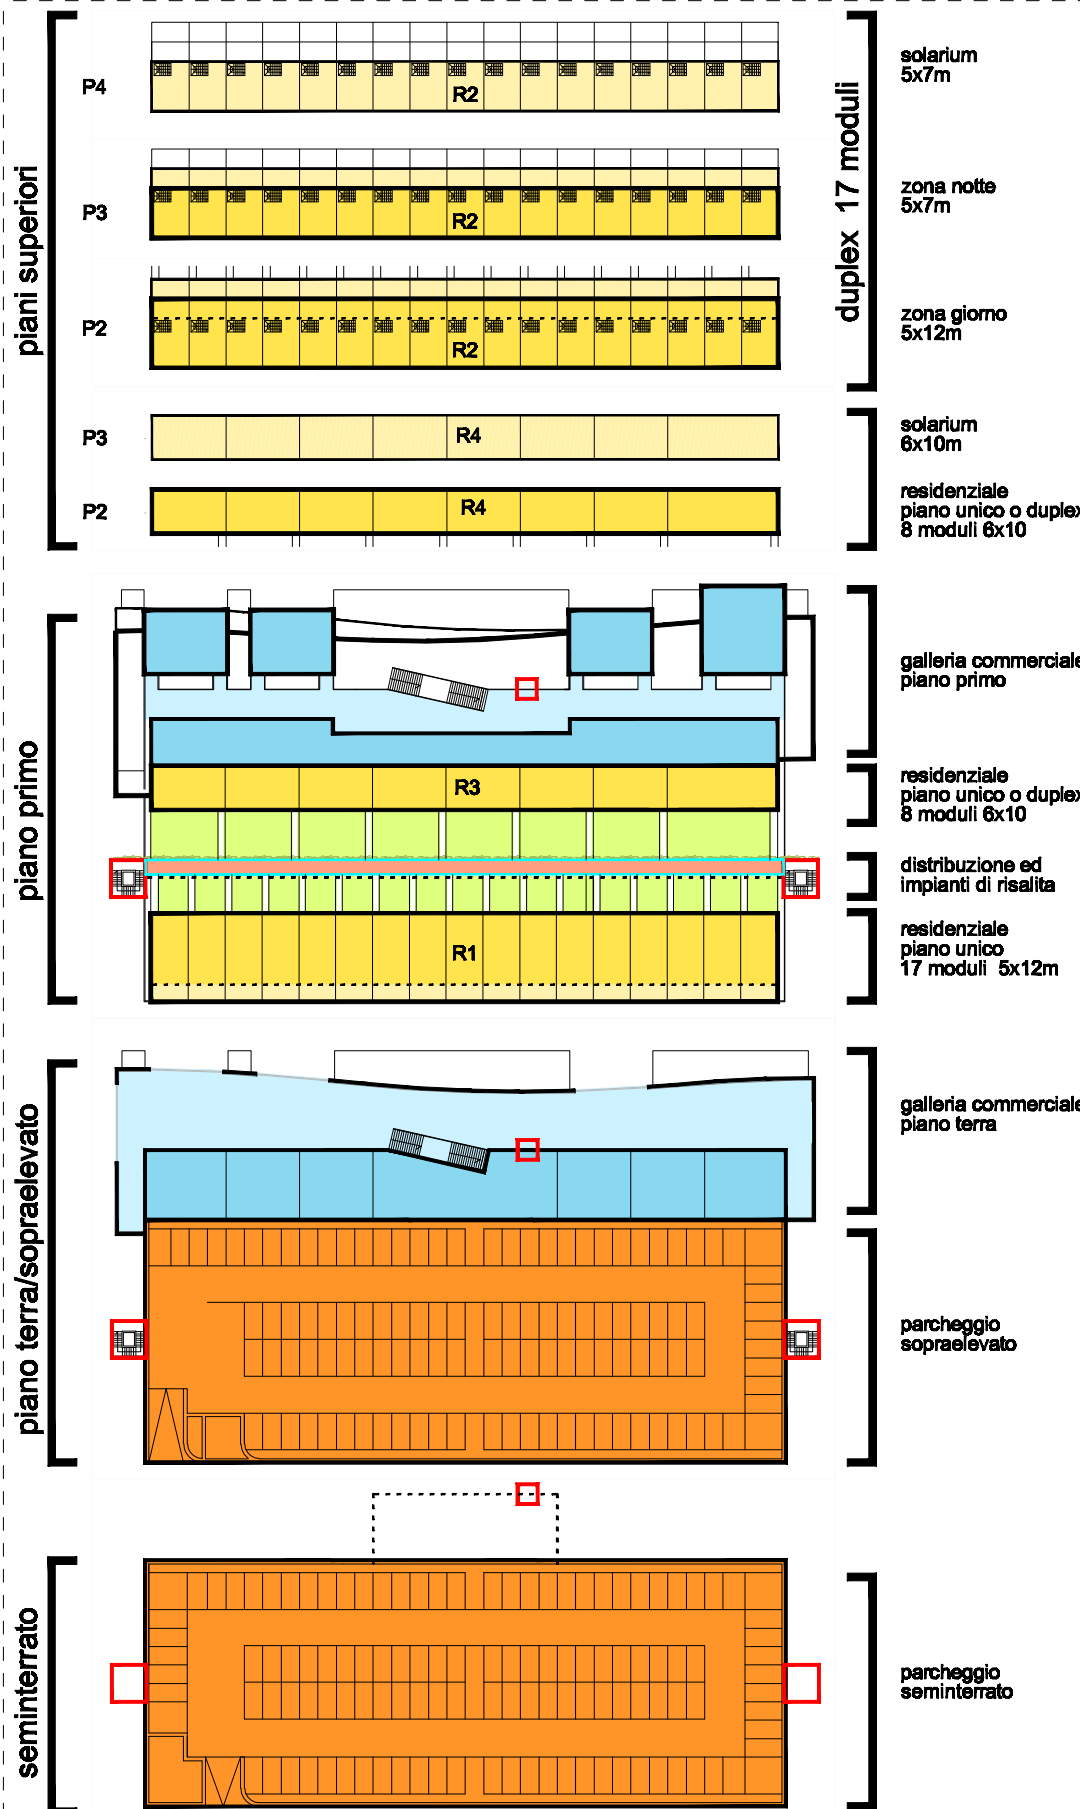 piani superiori
P4
R2
solarium
5x7m
duplex 17 moduli
P3
R2
zona notte
5x7m
P2
R2
zona giorno
5x12m
P3
R4
solarium
6x10m
P2
R4
residenziale
piano unico o duplex
8 moduli 6x10
piano primo
galleria commerciale
piano primo
R3
residenziale
piano unico o duplex
8 moduli 6x10
distribuzione ed
impianti di risalita
R1
residenziale
piano unico
17 moduli 5x12m
piano terra/sopraelevato
galleria commerciale
piano terra
parcheggio
sopraelevato
seminterrato
parcheggio
seminterrato